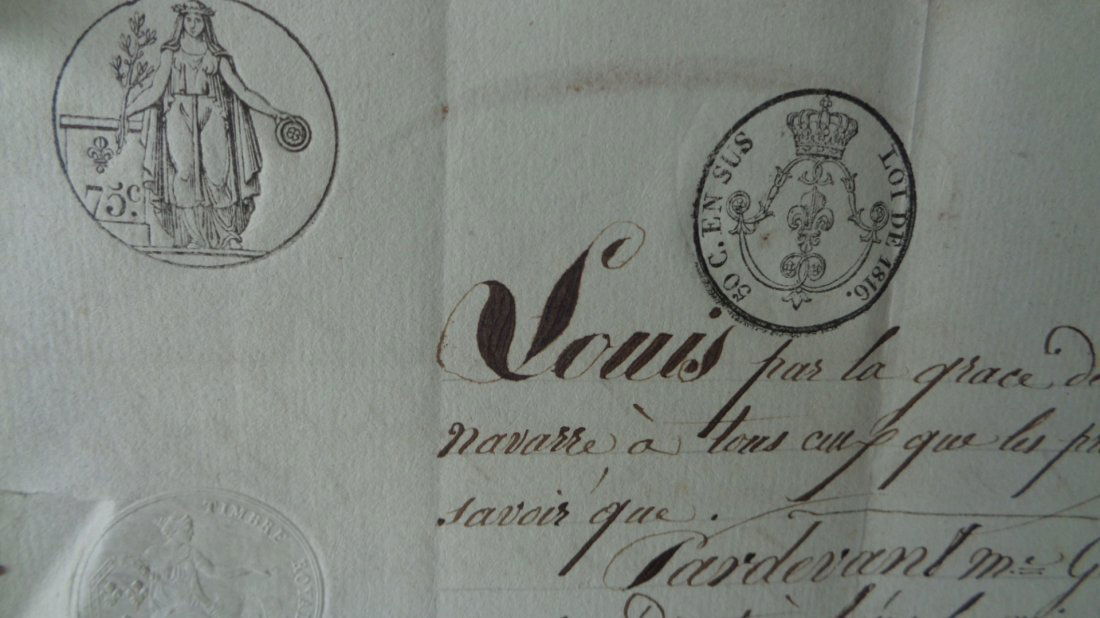 75 c.
50 C. EN SUS LOI DE 1816.
Louis par la grace de
navarre à tous ceux que les pr
savoir que.
TIMBRE ROYAL
Pardevant me G